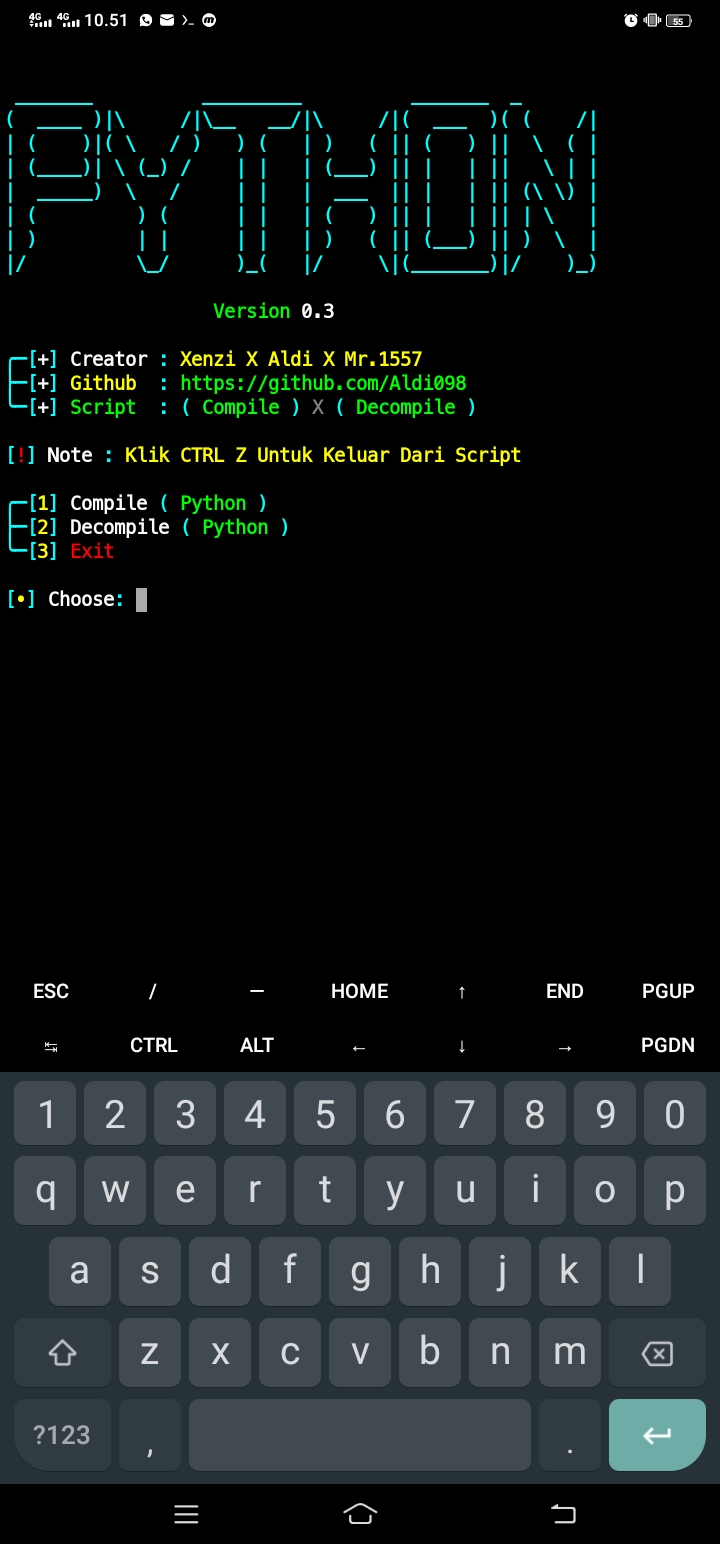 4G 4G 10.51 55
PYTHON
Version 0.3
[+] Creator : Xenzi X Aldi X Mr.1557
[+] Github : https://github.com/Aldi098
[+] Script : ( Compile ) X ( Decompile )
[!] Note : Klik CTRL Z Untuk Keluar Dari Script
[1] Compile ( Python )
[2] Decompile ( Python )
[3] Exit
[•] Choose:
ESC / — HOME ↑ END PGUP
↹ CTRL ALT ← ↓ → PGDN
1 2 3 4 5 6 7 8 9 0
q w e r t y u i o p
a s d f g h j k l
z x c v b n m
?123 , .